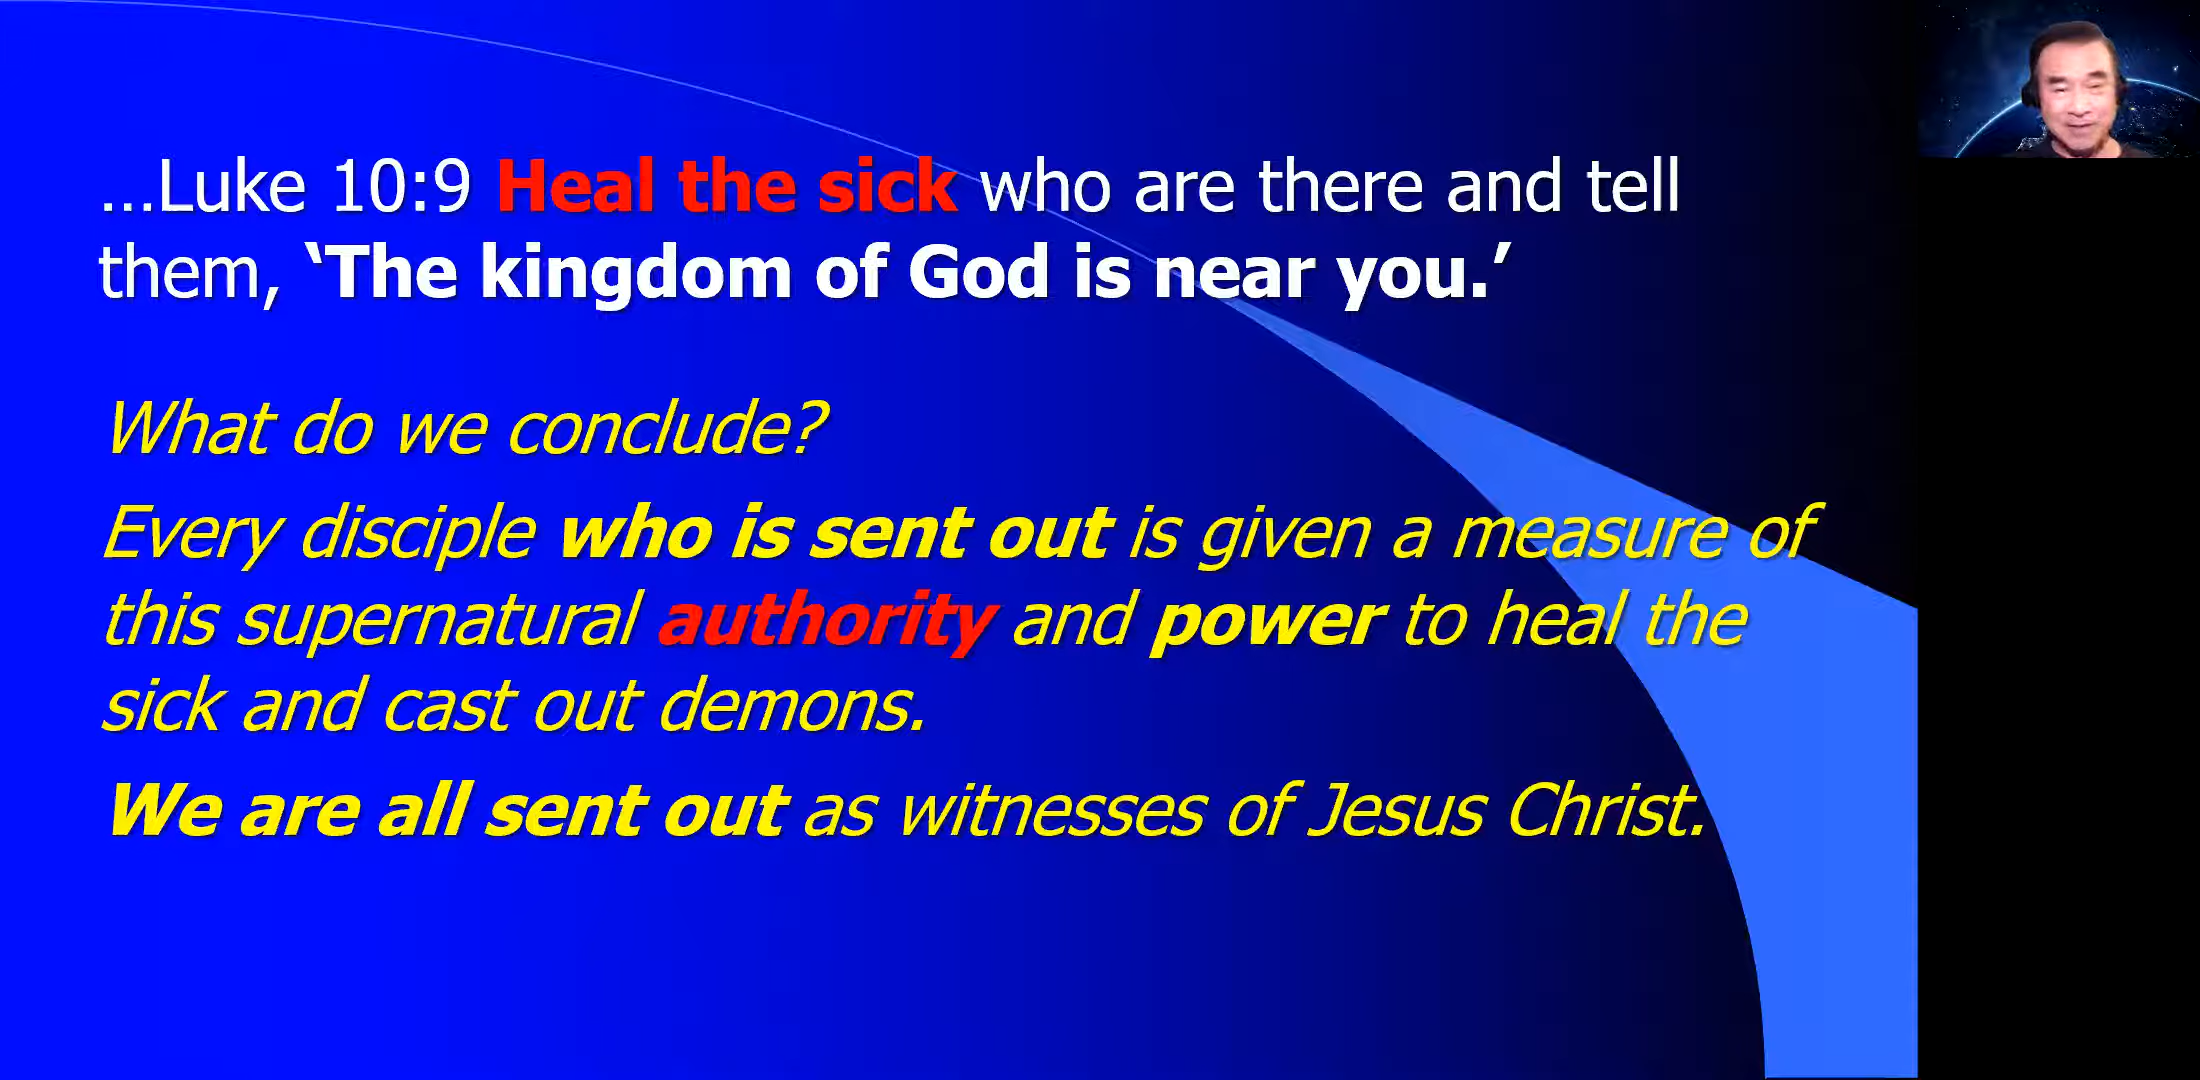 ...Luke 10:9 Heal the sick who are there and tell
them, ‘The kingdom of God is near you.’
What do we conclude?
Every disciple who is sent out is given a measure of
this supernatural authority and power to heal the
sick and cast out demons.
We are all sent out as witnesses of Jesus Christ.